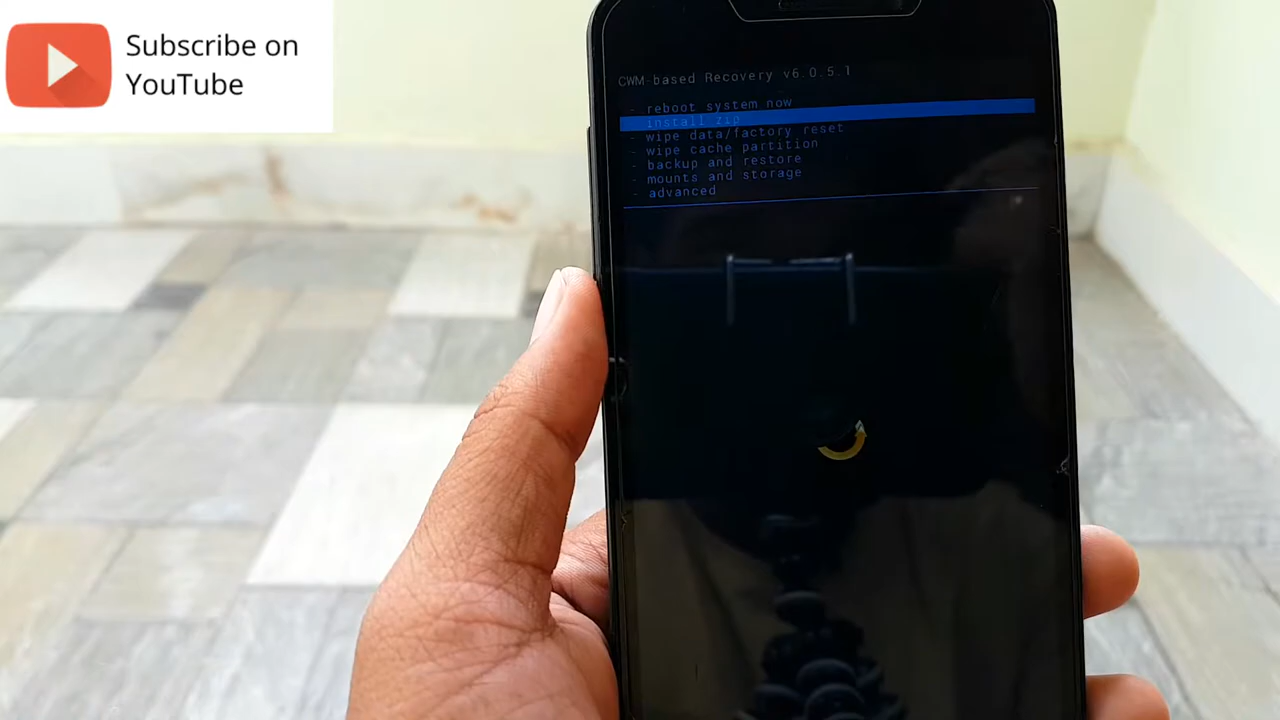 Subscribe on
YouTube
CWM-based Recovery v6.0.5.1
- reboot system now
- install zip
- wipe data/factory reset
- wipe cache partition
- backup and restore
- mounts and storage
- advanced